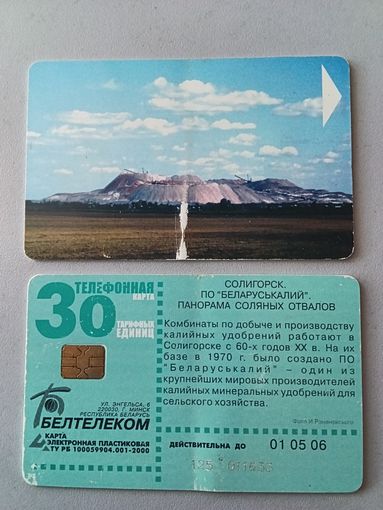 30 ТЕЛЕФОННАЯ
КАРТА
ТАРИФНЫХ
ЕДИНИЦ
УЛ. ЭНГЕЛЬСА, 6
220030, Г. МИНСК
РЕСПУБЛИКА БЕЛАРУСЬ
БЕЛТЕЛЕКОМ
КАРТА
ЭЛЕКТРОННАЯ ПЛАСТИКОВАЯ
ТУ РБ 100059904.001-2000
СОЛИГОРСК.
ПО "БЕЛАРУСЬКАЛИЙ".
ПАНОРАМА СОЛЯНЫХ ОТВАЛОВ
Комбинаты по добыче и производству
калийных удобрений работают в
Солигорске с 60-х годов XX в. На их
базе в 1970 г. было создано ПО
"Беларуськалий" – один из
крупнейших мировых производителей
калийных минеральных удобрений для
сельского хозяйства.
Фото И.Романовского
ДЕЙСТВИТЕЛЬНА ДО 01 05 06